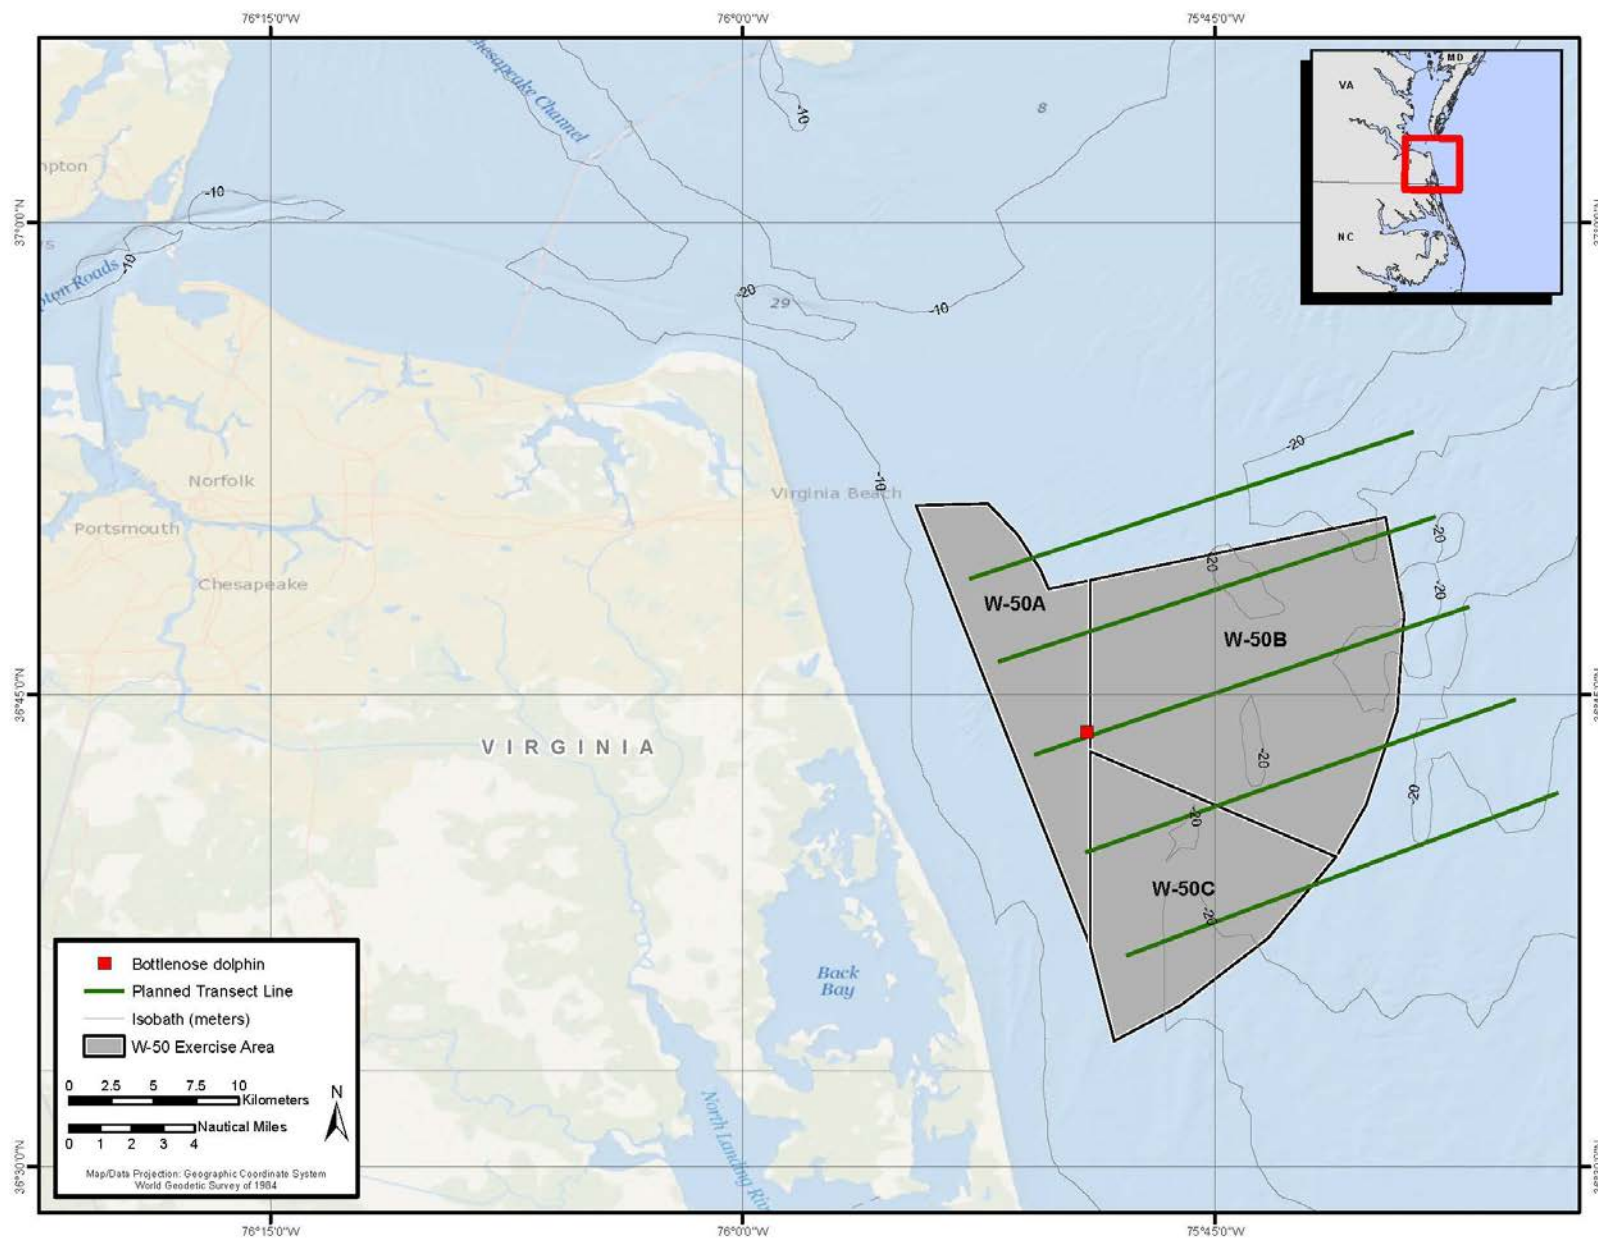 76°15'0"W
76°0'0"W
75°45'0"W
Chesapeake Channel
-10
8
MD
VA
NC
mpton
-10
37°0'0"N
-10
pton Roads
-20
29
-10
-20
-10
Norfolk
Virginia Beach
Portsmouth
Chesapeake
-20
-20
-20
W-50A
W-50B
36°45'0"N
36°45'0"N
VIRGINIA
-20
-20
-20
W-50C
-20
Back
Bay
North Landing Riv
Bottlenose dolphin
Planned Transect Line
Isobath (meters)
W-50 Exercise Area
0 2.5 5 7.5 10
Kilometers
N
Nautical Miles
0 1 2 3 4
Map/Data Projection: Geographic Coordinate System
World Geodetic Survey of 1984
36°30'0"N
76°15'0"W
76°0'0"W
75°45'0"W